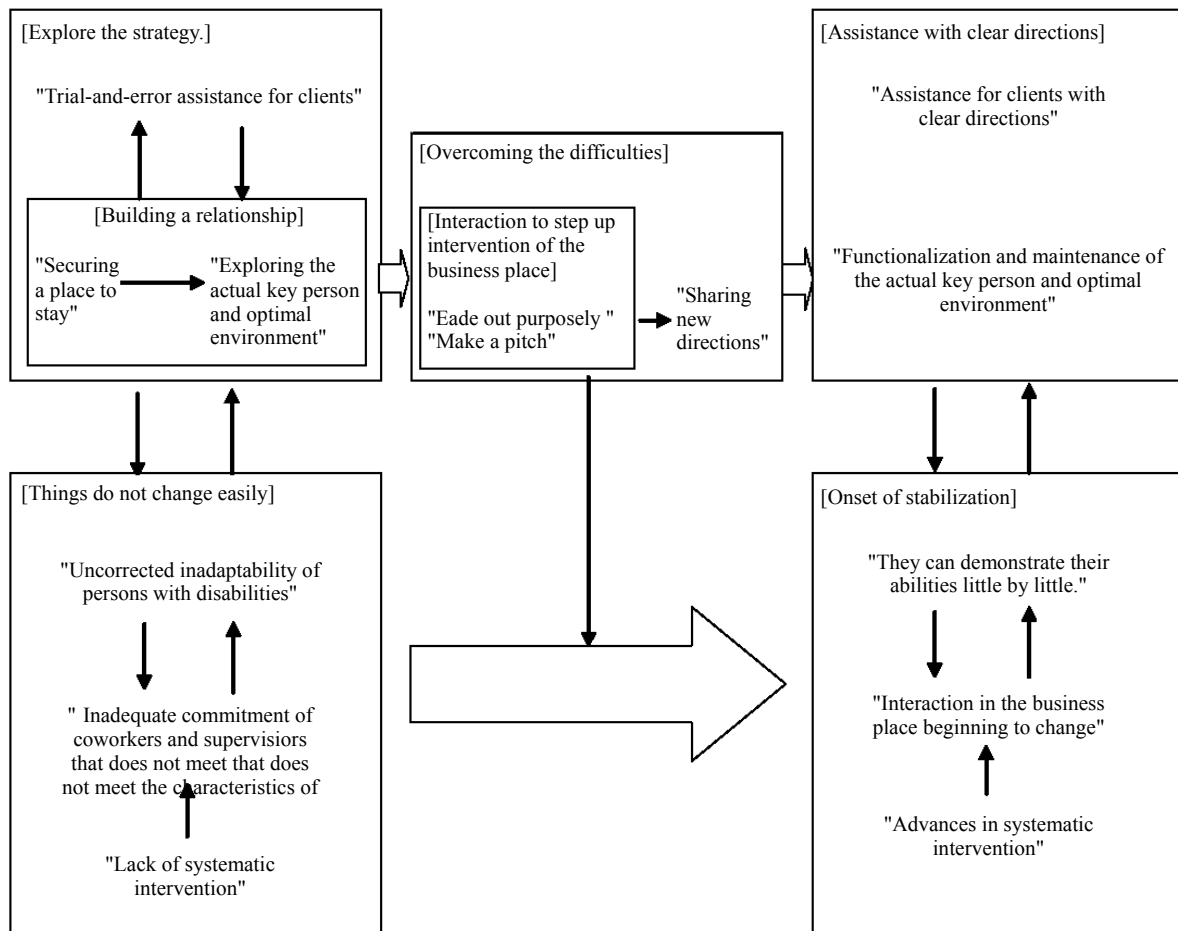 [Explore the strategy.]
"Trial-and-error assistance for clients"
[Building a relationship]
"Securing
a place to
stay"
"Exploring the
actual key person
and optimal
environment"
[Overcoming the difficulties]
[Interaction to step up
intervention of the
business place]
"Eade out purposely "
"Make a pitch"
"Sharing
new
directions"
[Assistance with clear directions]
"Assistance for clients with
clear directions"
"Functionalization and maintenance of
the actual key person and optimal
environment"
[Things do not change easily]
"Uncorrected inadaptability of
persons with disabilities"
" Inadequate commitment of
coworkers and supervisiors
that does not meet that does
not meet the characteristics of
"Lack of systematic
intervention"
[Onset of stabilization]
"They can demonstrate their
abilities little by little."
"Interaction in the business
place beginning to change"
"Advances in systematic
intervention"